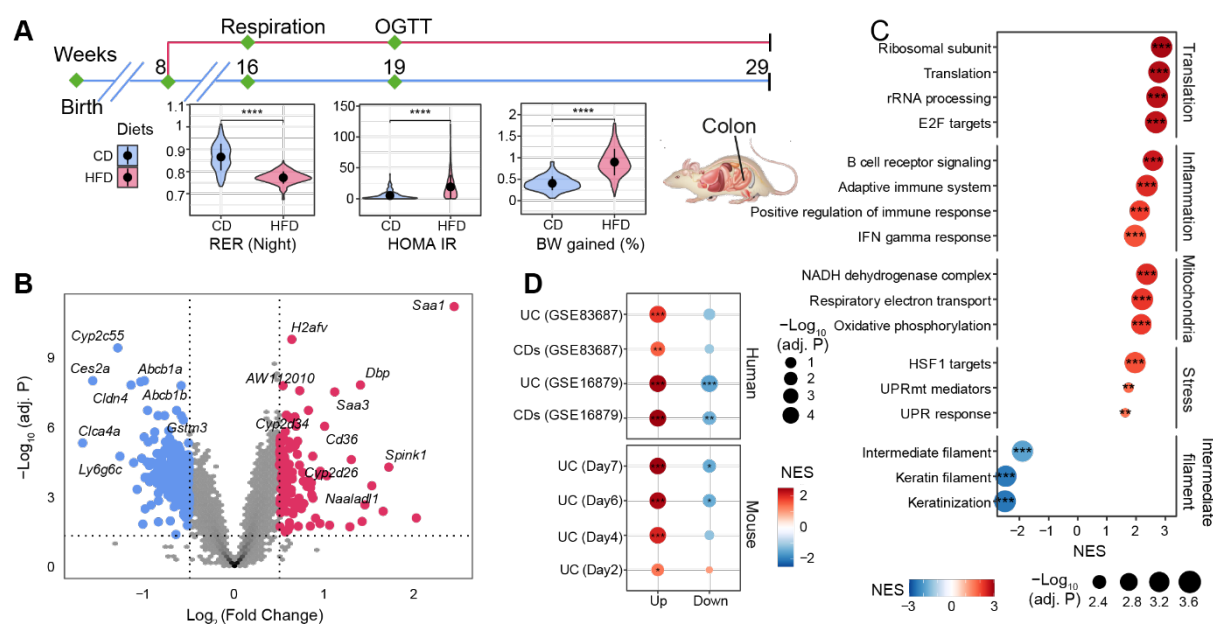 A
Respiration
OGTT
Weeks
8
16
19
29
Birth
Diets
CD
HFD
1.1
1
0.9
0.8
0.7
****
CD
HFD
RER (Night)
150
100
75
50
25
0
****
CD
HFD
HOMA IR
2
1.5
1
0.5
0
****
CD
HFD
BW gained (%)
Colon
B
−Log10 (adj. P)
9
6
3
0
Saa1
H2afv
Cyp2c55
Ces2a
Abcb1a
Cldn4
Abcb1b
AW112010
Dbp
Saa3
Clca4a
Gstm3
Cyp2d34
Cd36
Ly6g6c
Cyp2d26
Spink1
Naaladl1
−1
0
1
2
Log2 (Fold Change)
D
UC (GSE83687)
***
CDs (GSE83687)
**
UC (GSE16879)
***
***
CDs (GSE16879)
***
**
Human
UC (Day7)
***
*
UC (Day6)
***
*
UC (Day4)
***
UC (Day2)
*
Mouse
Up
Down
−Log10
(adj. P)
1
2
3
4
NES
2
0
−2
C
Ribosomal subunit
***
Translation
***
rRNA processing
***
E2F targets
***
Translation
B cell receptor signaling
***
Adaptive immune system
***
Positive regulation of immune response
***
IFN gamma response
***
Inflammation
NADH dehydrogenase complex
***
Respiratory electron transport
***
Oxidative phosphorylation
***
Mitochondria
HSF1 targets
***
UPRmt mediators
**
UPR response
**
Stress
Intermediate filament
***
Keratin filament
***
Keratinization
***
Intermediate
filament
−2
−1
0
1
2
3
NES
NES
−3
0
3
−Log10
(adj. P)
2.4
2.8
3.2
3.6